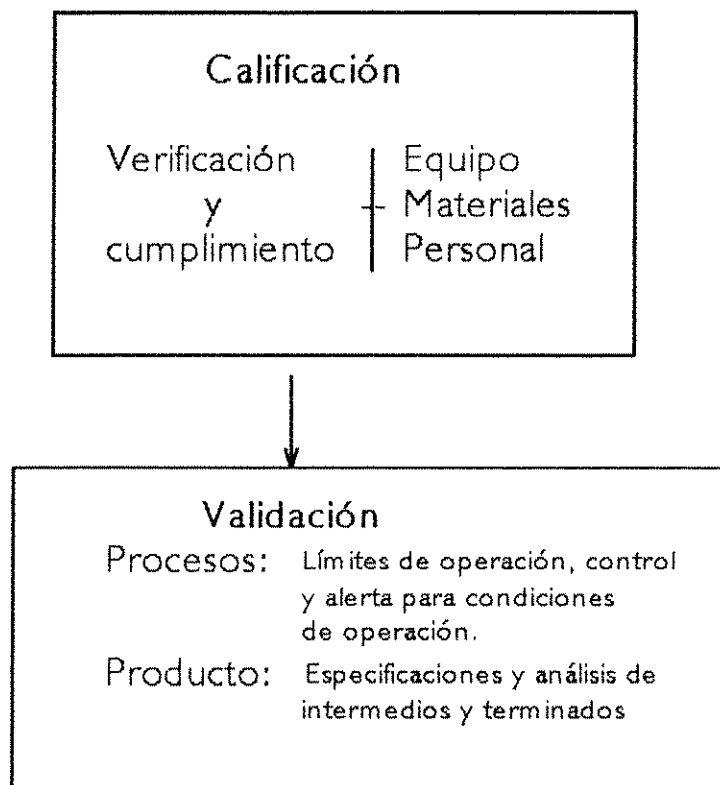 Calificación
Verificación Equipo
y Materiales
cumplimiento Personal
Validación
Procesos: Límites de operación, control
y alerta para condiciones
de operación.
Producto: Especificaciones y análisis de
intermedios y terminados